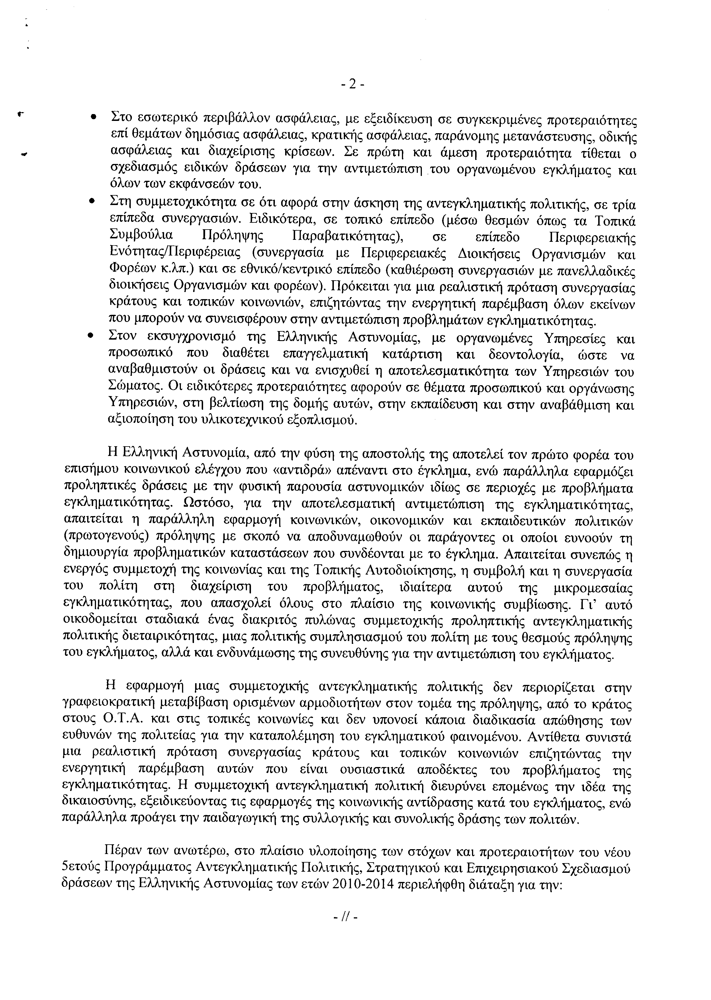 - 2 -
• Στο εσωτερικό περιβάλλον ασφάλειας, με εξειδίκευση σε συγκεκριμένες προτεραιότητες
επί θεμάτων δημόσιας ασφάλειας, κρατικής ασφάλειας, παράνομης μετανάστευσης, οδικής
ασφάλειας και διαχείρισης κρίσεων. Σε πρώτη και άμεση προτεραιότητα τίθεται ο
σχεδιασμός ειδικών δράσεων για την αντιμετώπιση του οργανωμένου εγκλήματος και
όλων των εκφάνσεών του.
• Στη συμμετοχικότητα σε ότι αφορά στην άσκηση της αντεγκληματικής πολιτικής, σε τρία
επίπεδα συνεργασιών. Ειδικότερα, σε τοπικό επίπεδο (μέσω θεσμών όπως τα Τοπικά
Συμβούλια Πρόληψης Παραβατικότητας), σε επίπεδο Περιφερειακής
Ενότητας/Περιφέρειας (συνεργασία με Περιφερειακές Διοικήσεις Οργανισμών και
Φορέων κ.λπ.) και σε εθνικό/κεντρικό επίπεδο (καθιέρωση συνεργασιών με πανελλαδικές
διοικήσεις Οργανισμών και φορέων). Πρόκειται για μια ρεαλιστική πρόταση συνεργασίας
κράτους και τοπικών κοινωνιών, επιζητώντας την ενεργητική παρέμβαση όλων εκείνων
που μπορούν να συνεισφέρουν στην αντιμετώπιση προβλημάτων εγκληματικότητας.
• Στον εκσυγχρονισμό της Ελληνικής Αστυνομίας, με οργανωμένες Υπηρεσίες και
προσωπικό που διαθέτει επαγγελματική κατάρτιση και δεοντολογία, ώστε να
αναβαθμιστούν οι δράσεις και να ενισχυθεί η αποτελεσματικότητα των Υπηρεσιών του
Σώματος. Οι ειδικότερες προτεραιότητες αφορούν σε θέματα προσωπικού και οργάνωσης
Υπηρεσιών, στη βελτίωση της δομής αυτών, στην εκπαίδευση και στην αναβάθμιση και
αξιοποίηση του υλικοτεχνικού εξοπλισμού.
Η Ελληνική Αστυνομία, από την φύση της αποστολής της αποτελεί τον πρώτο φορέα του
επισήμου κοινωνικού ελέγχου που «αντιδρά» απέναντι στο έγκλημα, ενώ παράλληλα εφαρμόζει
προληπτικές δράσεις με την φυσική παρουσία αστυνομικών ιδίως σε περιοχές με προβλήματα
εγκληματικότητας. Ωστόσο, για την αποτελεσματική αντιμετώπιση της εγκληματικότητας,
απαιτείται η παράλληλη εφαρμογή κοινωνικών, οικονομικών και εκπαιδευτικών πολιτικών
(πρωτογενούς) πρόληψης με σκοπό να αποδυναμωθούν οι παράγοντες οι οποίοι ευνοούν τη
δημιουργία προβληματικών καταστάσεων που συνδέονται με το έγκλημα. Απαιτείται συνεπώς η
ενεργός συμμετοχή της κοινωνίας και της Τοπικής Αυτοδιοίκησης, η συμβολή και η συνεργασία
του πολίτη στη διαχείριση του προβλήματος, ιδιαίτερα αυτού της μικρομεσαίας
εγκληματικότητας, που απασχολεί όλους στο πλαίσιο της κοινωνικής συμβίωσης. Γι’ αυτό
οικοδομείται σταδιακά ένας διακριτός πυλώνας συμμετοχικής προληπτικής αντεγκληματικής
πολιτικής διεταιρικότητας, μιας πολιτικής συμπλησιασμού του πολίτη με τους θεσμούς πρόληψης
του εγκλήματος, αλλά και ενδυνάμωσης της συνευθύνης για την αντιμετώπιση του εγκλήματος.
Η εφαρμογή μιας συμμετοχικής αντεγκληματικής πολιτικής δεν περιορίζεται στην
γραφειοκρατική μεταβίβαση ορισμένων αρμοδιοτήτων στον τομέα της πρόληψης, από το κράτος
στους Ο.Τ.Α. και στις τοπικές κοινωνίες και δεν υπονοεί κάποια διαδικασία απώθησης των
ευθυνών της πολιτείας για την καταπολέμηση του εγκληματικού φαινομένου. Αντίθετα συνιστά
μια ρεαλιστική πρόταση συνεργασίας κράτους και τοπικών κοινωνιών επιζητώντας την
ενεργητική παρέμβαση αυτών που είναι ουσιαστικά αποδέκτες του προβλήματος της
εγκληματικότητας. Η συμμετοχική αντεγκληματική πολιτική διευρύνει επομένως την ιδέα της
δικαιοσύνης, εξειδικεύοντας τις εφαρμογές της κοινωνικής αντίδρασης κατά του εγκλήματος, ενώ
παράλληλα προάγει την παιδαγωγική της συλλογικής και συνολικής δράσης των πολιτών.
Πέραν των ανωτέρω, στο πλαίσιο υλοποίησης των στόχων και προτεραιοτήτων του νέου
5ετούς Προγράμματος Αντεγκληματικής Πολιτικής, Στρατηγικού και Επιχειρησιακού Σχεδιασμού
δράσεων της Ελληνικής Αστυνομίας των ετών 2010-2014 περιελήφθη διάταξη για την:
- // -